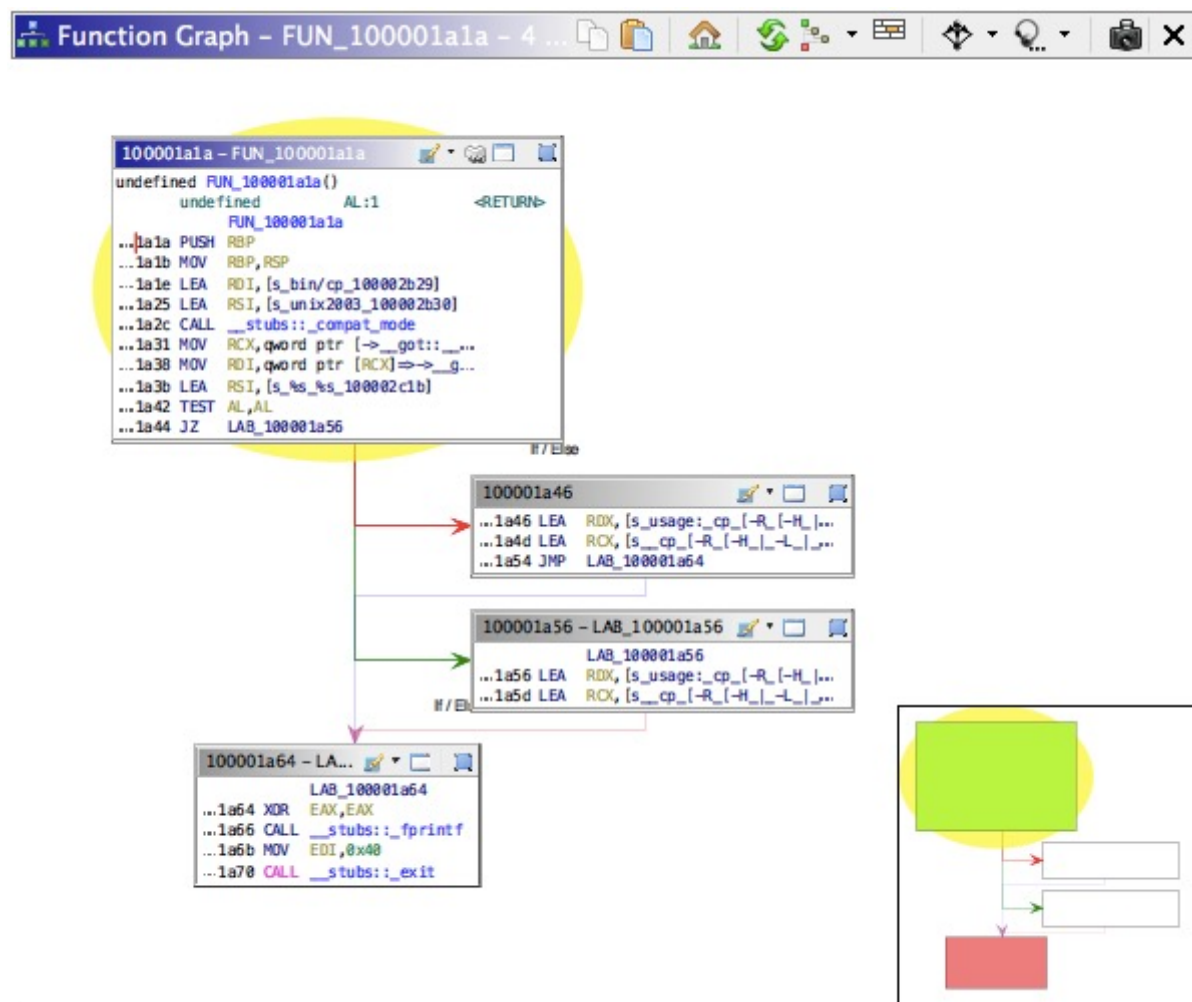 Function Graph – FUN_100001a1a – 4 ...
100001a1a – FUN_100001a1a
undefined FUN_100001a1a()
undefined AL:1 <RETURN>
FUN_100001a1a
...1a1a PUSH RBP
...1a1b MOV RBP,RSP
...1a1e LEA RDI,[s_bin/cp_100002b29]
...1a25 LEA RSI,[s_unix2003_100002b30]
...1a2c CALL __stubs::_compat_mode
...1a31 MOV RCX,qword ptr [->__got::__...
...1a38 MOV RDI,qword ptr [RCX]=>->__g...
...1a3b LEA RSI,[s_%s_%s_100002c1b]
...1a42 TEST AL,AL
...1a44 JZ LAB_100001a56
If / Else
100001a46
...1a46 LEA RDX,[s_usage:_cp_[-R_[-H_|...
...1a4d LEA RCX,[s__cp_[-R_[-H_|_-L_|_...
...1a54 JMP LAB_100001a64
100001a56 – LAB_100001a56
LAB_100001a56
...1a56 LEA RDX,[s_usage:_cp_[-R_[-H_|...
...1a5d LEA RCX,[s__cp_[-R_[-H_|_-L_|_...
If / El
100001a64 – LA...
LAB_100001a64
...1a64 XOR EAX,EAX
...1a66 CALL __stubs::_fprintf
...1a6b MOV EDI,0x40
...1a70 CALL __stubs::_exit